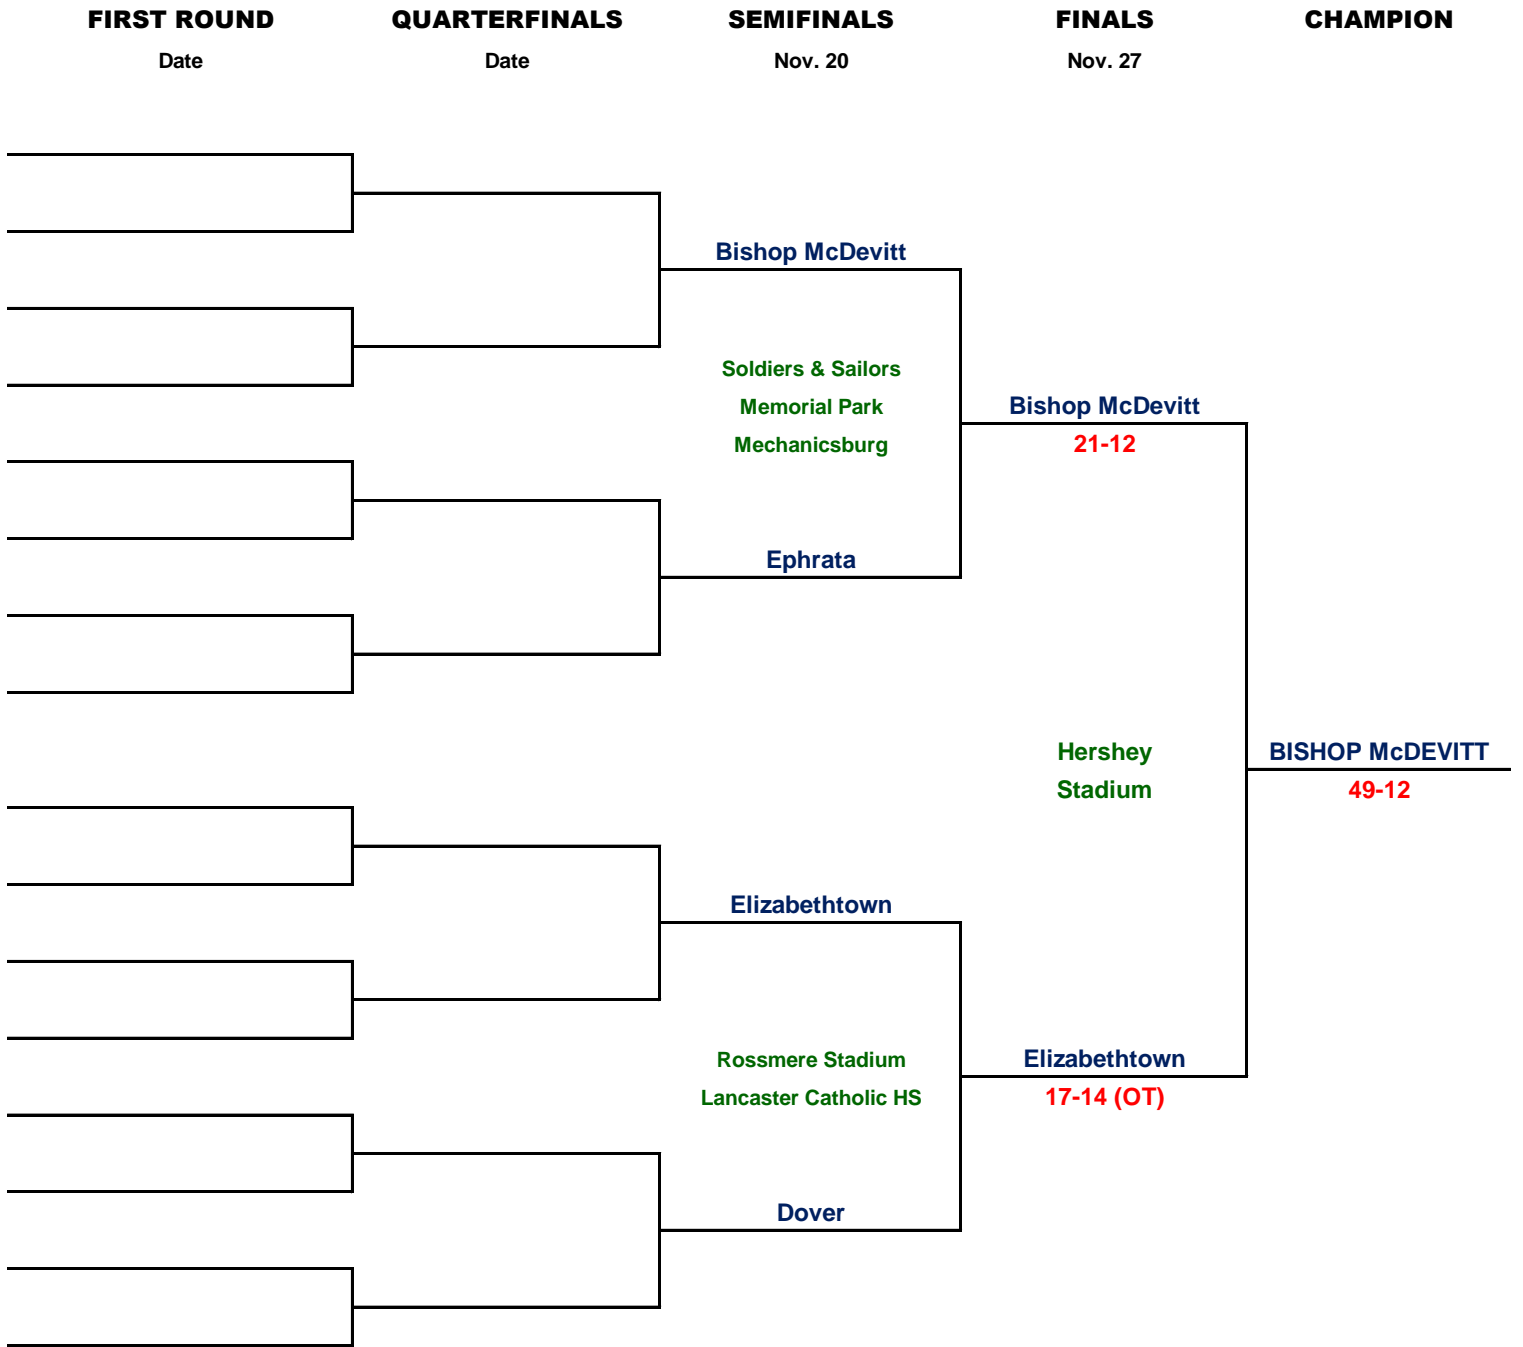 FIRST ROUND
QUARTERFINALS
SEMIFINALS
FINALS
CHAMPION
Date
Date
Nov. 20
Nov. 27
Bishop McDevitt
Soldiers & Sailors
Memorial Park
Mechanicsburg
Bishop McDevitt
21-12
Ephrata
Hershey
Stadium
BISHOP McDEVITT
49-12
Elizabethtown
Rossmere Stadium
Lancaster Catholic HS
Elizabethtown
17-14 (OT)
Dover